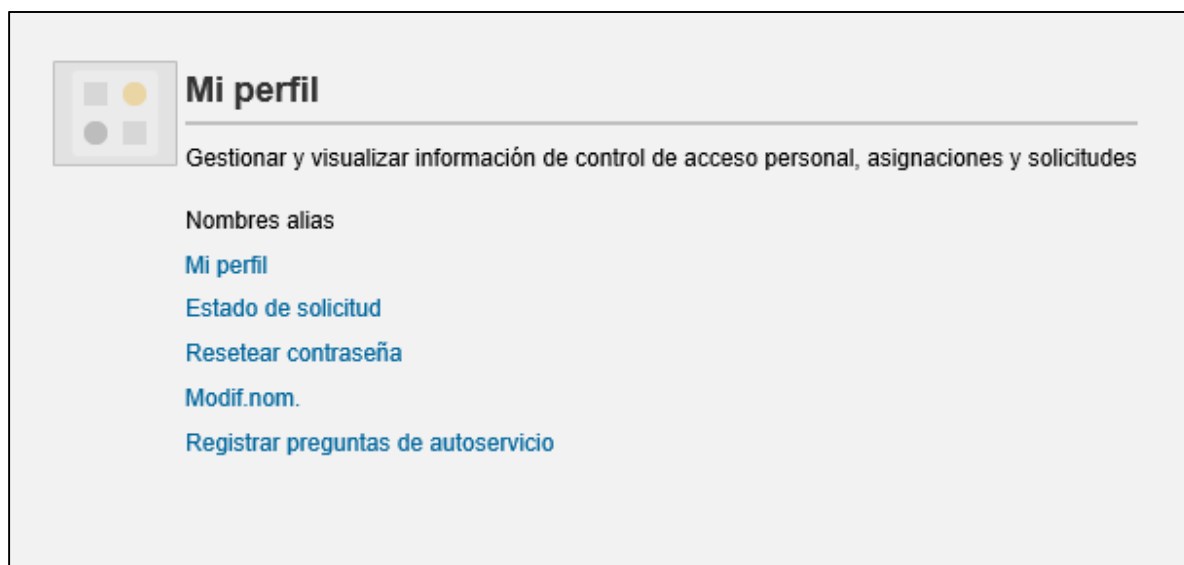 Mi perfil
Gestionar y visualizar información de control de acceso personal, asignaciones y solicitudes
Nombres alias
Mi perfil
Estado de solicitud
Resetear contraseña
Modif.nom.
Registrar preguntas de autoservicio